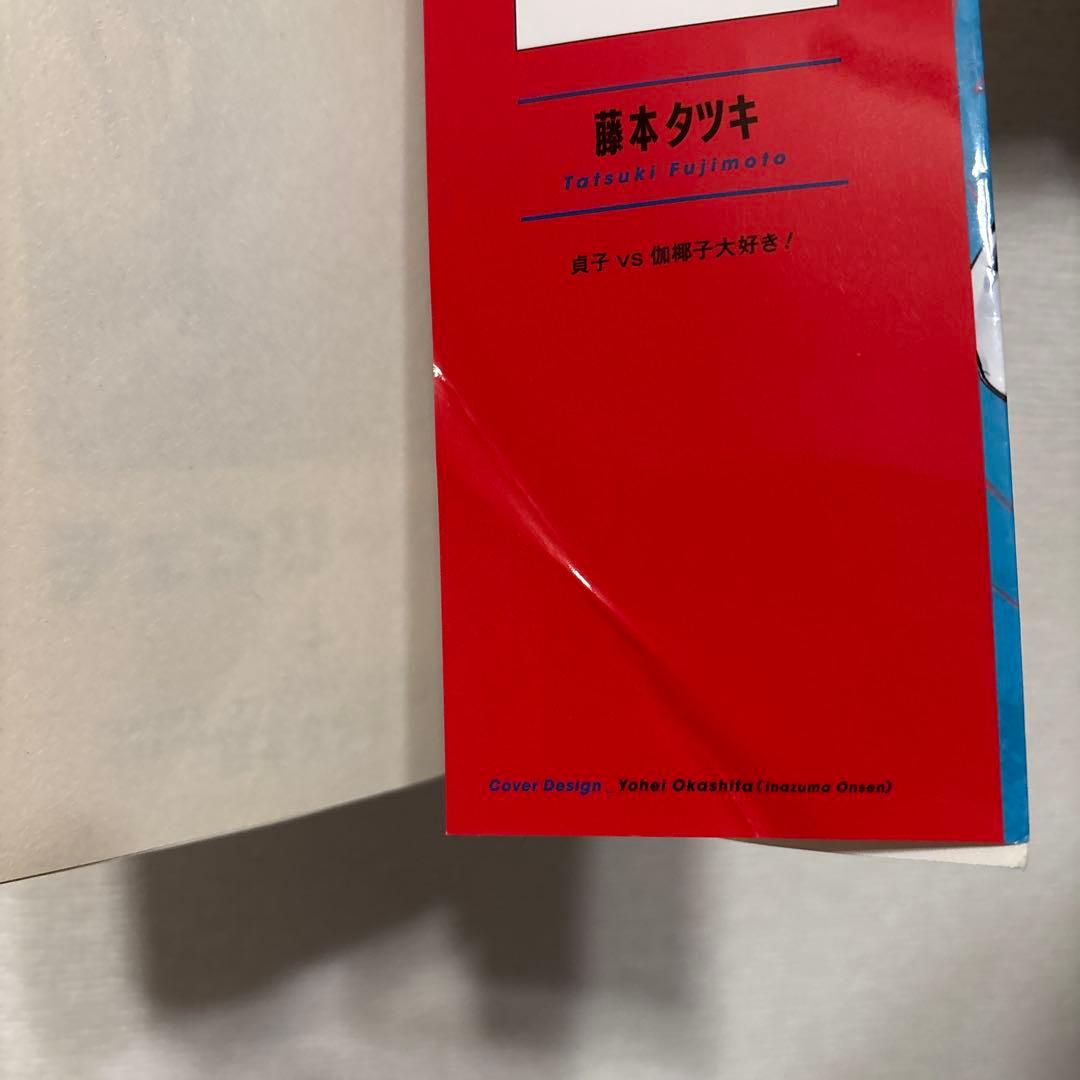 藤本タツキ
Tatsuki Fujimoto
貞子 vs 伽椰子大好き!
Cover Design Yohei Okashita (Inazuma Onsen)